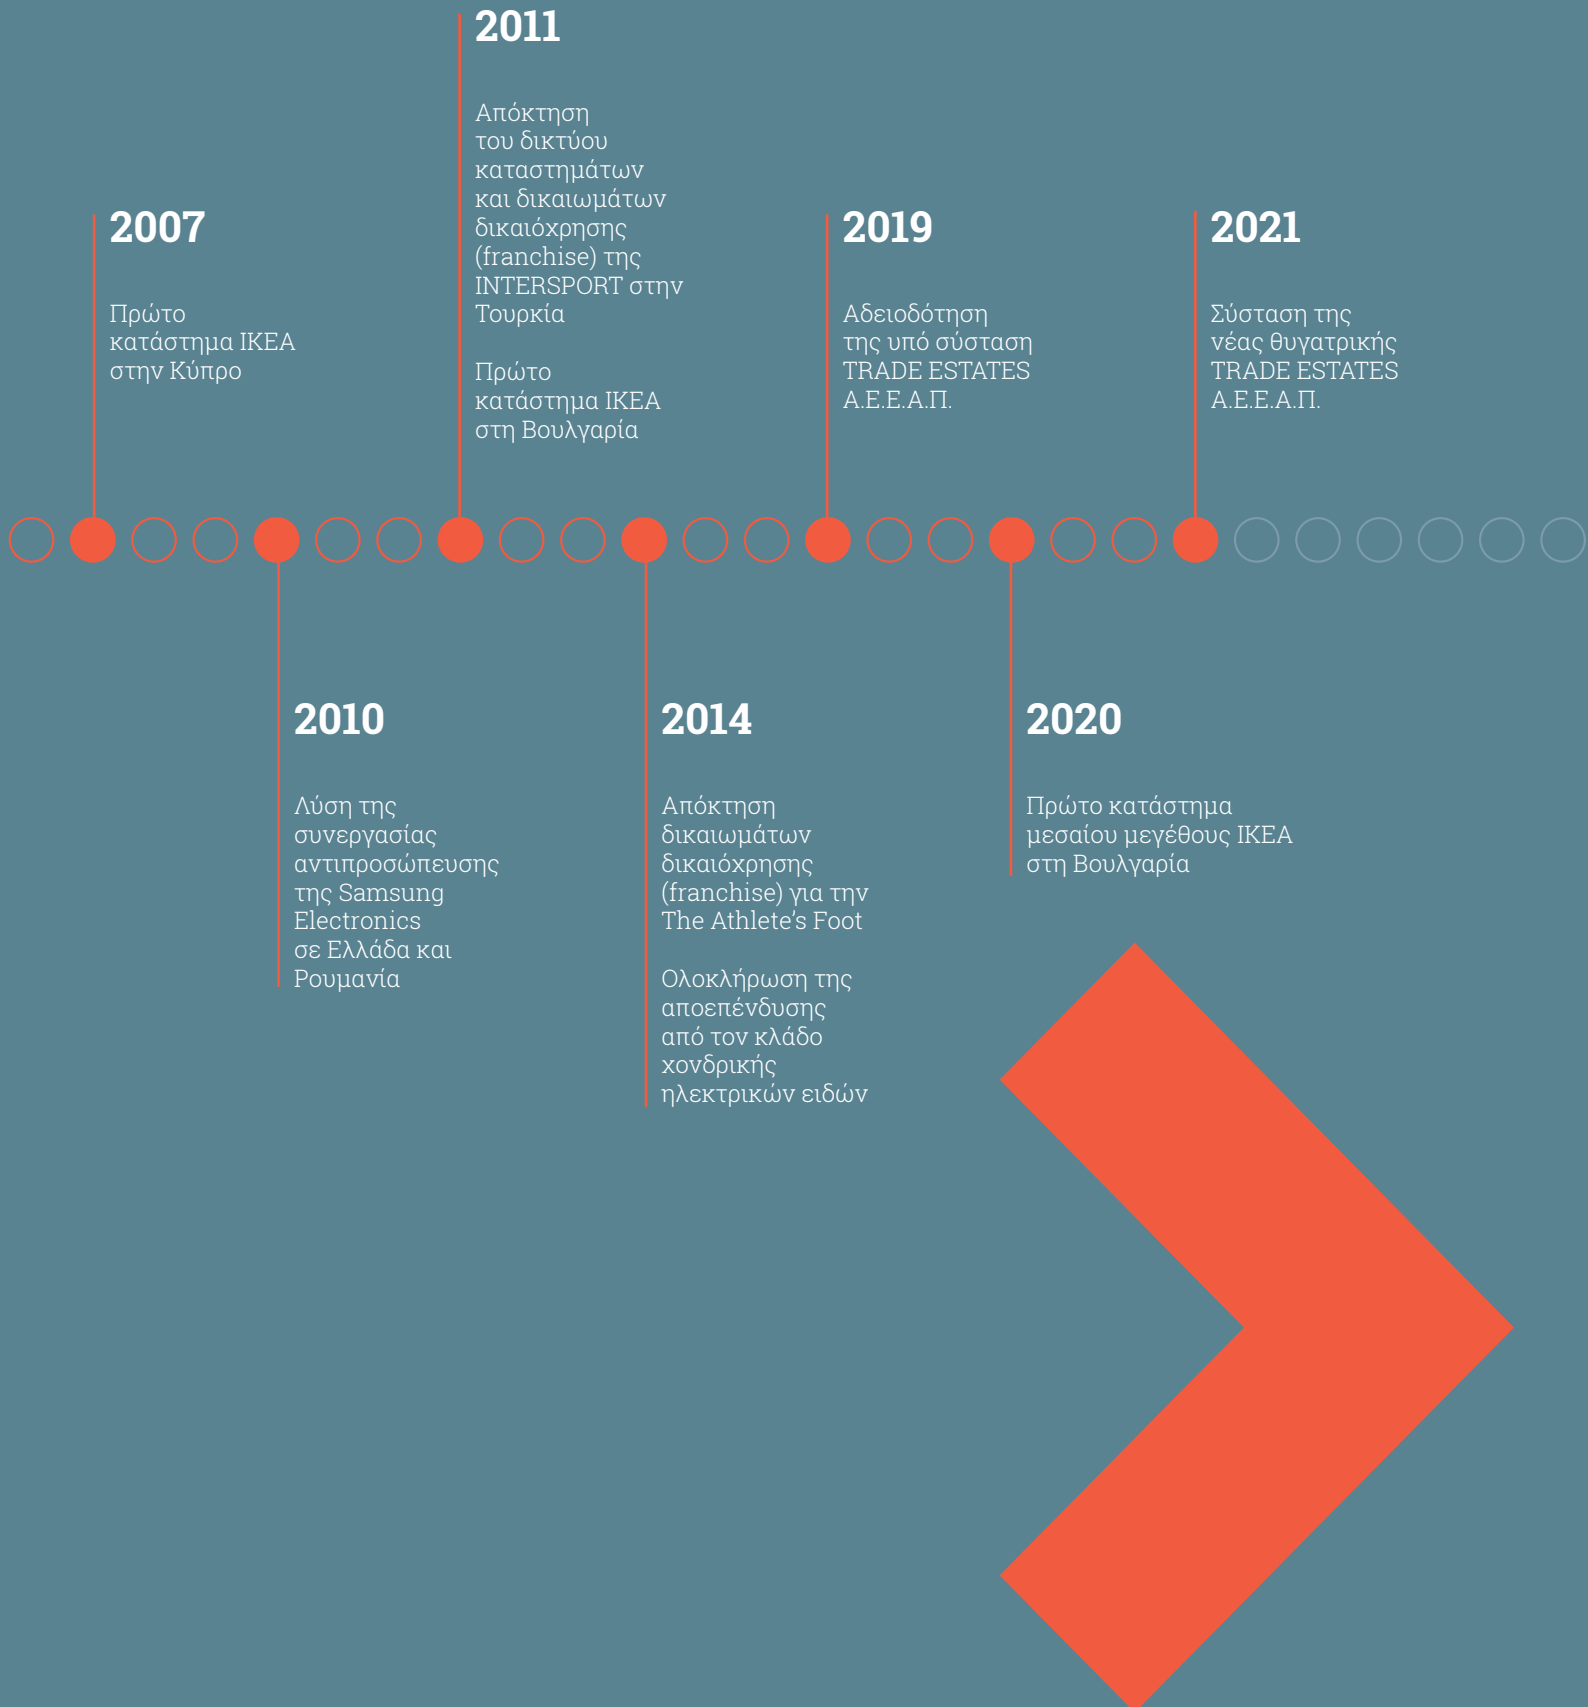 2007
Πρώτο
κατάστημα IKEA
στην Κύπρο
2010
Λύση της
συνεργασίας
αντιπροσώπευσης
της Samsung
Electronics
σε Ελλάδα και
Ρουμανία
2011
Απόκτηση
του δικτύου
καταστημάτων
και δικαιωμάτων
δικαιόχρησης
(franchise) της
INTERSPORT στην
Τουρκία
Πρώτο
κατάστημα IKEA
στη Βουλγαρία
2014
Απόκτηση
δικαιωμάτων
δικαιόχρησης
(franchise) για την
The Athlete’s Foot
Ολοκλήρωση της
αποεπένδυσης
από τον κλάδο
χονδρικής
ηλεκτρικών ειδών
2019
Αδειοδότηση
της υπό σύσταση
TRADE ESTATES
Α.Ε.Ε.Α.Π.
2020
Πρώτο κατάστημα
μεσαίου μεγέθους IKEA
στη Βουλγαρία
2021
Σύσταση της
νέας θυγατρικής
TRADE ESTATES
Α.Ε.Ε.Α.Π.